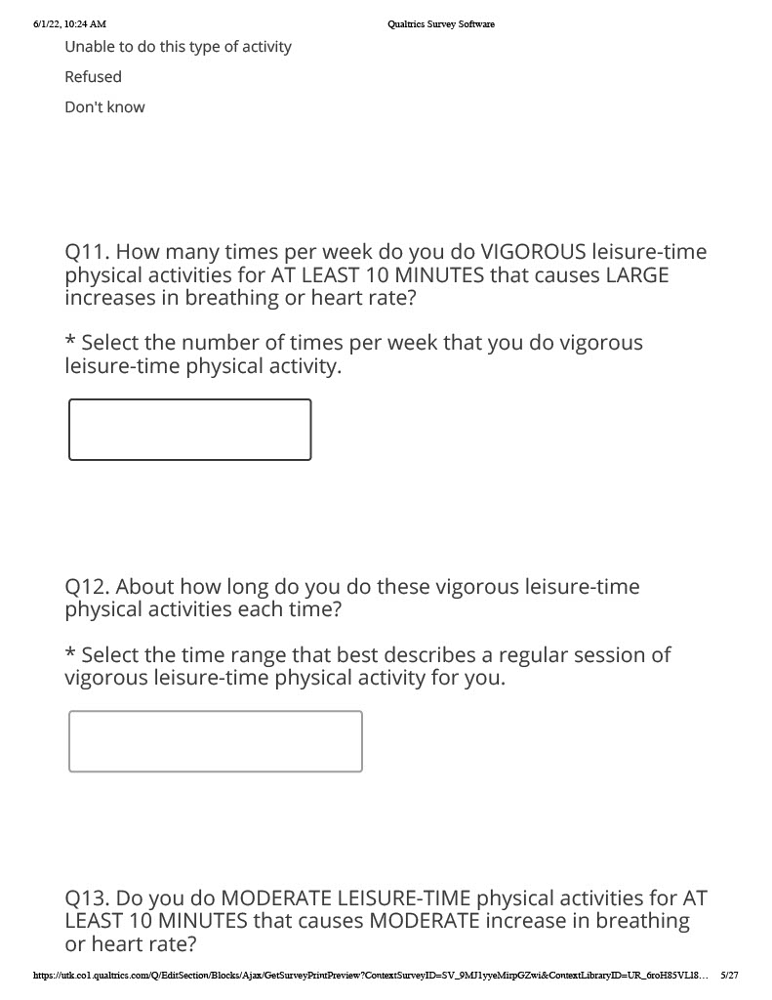 6/1/22, 10:24 AM
Qualtrics Survey Software
Unable to do this type of activity
Refused
Don't know
Q11. How many times per week do you do VIGOROUS leisure-time
physical activities for AT LEAST 10 MINUTES that causes LARGE
increases in breathing or heart rate?
* Select the number of times per week that you do vigorous
leisure-time physical activity.
Q12. About how long do you do these vigorous leisure-time
physical activities each time?
* Select the time range that best describes a regular session of
vigorous leisure-time physical activity for you.
Q13. Do you do MODERATE LEISURE-TIME physical activities for AT
LEAST 10 MINUTES that causes MODERATE increase in breathing
or heart rate?
https://utk.co1.qualtrics.com/Q/EditSection/Blocks/Ajax/GetSurveyPrintPreview?ContextSurveyID=SV_9MJ1yyeMirpGZwi&ContextLibraryID=UR_6roH85VLl8…
5/27